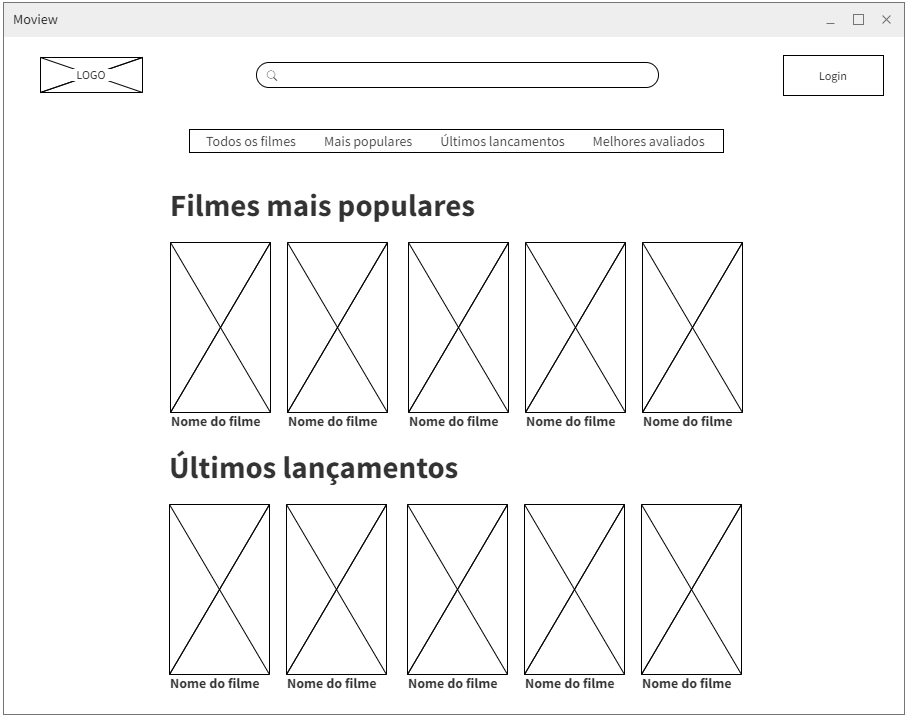 Moview
LOGO
Login
Todos os filmes Mais populares Últimos lancamentos Melhores avaliados
Filmes mais populares
Nome do filme Nome do filme Nome do filme Nome do filme Nome do filme
Últimos lançamentos
Nome do filme Nome do filme Nome do filme Nome do filme Nome do filme